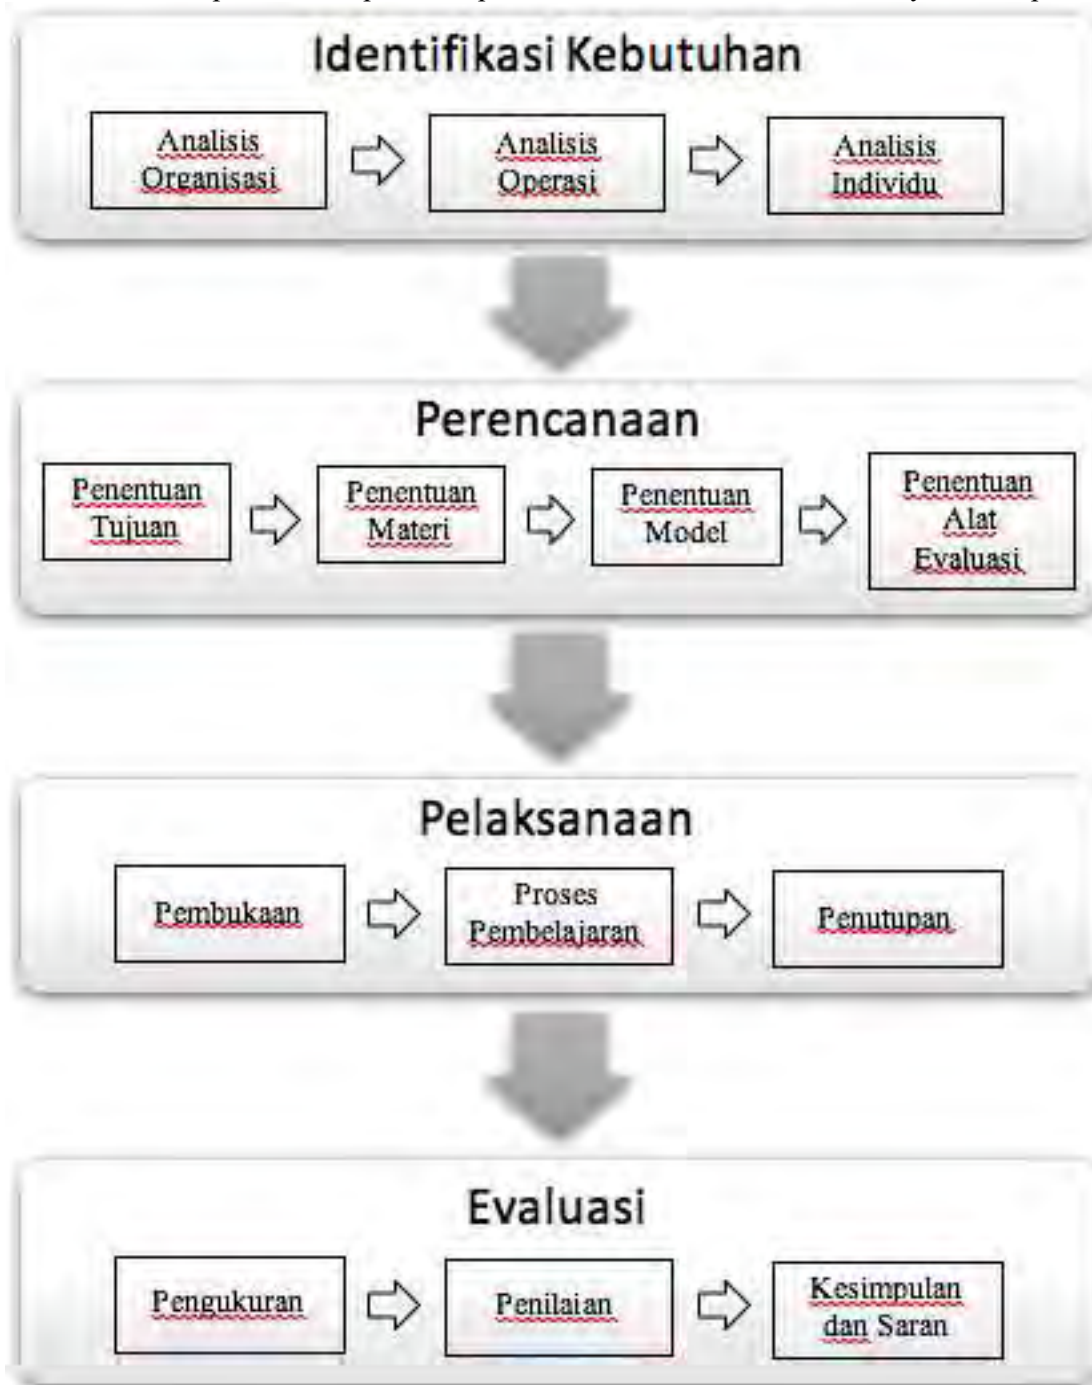 Identifikasi Kebutuhan
Analisis
Organisasi
Analisis
Operasi
Analisis
Individu
Perencanaan
Penentuan
Tujuan
Penentuan
Materi
Penentuan
Model
Penentuan
Alat
Evaluasi
Pelaksanaan
Pembukaan
Proses
Pembelajaran
Penutupan
Evaluasi
Pengukuran
Penilaian
Kesimpulan
dan Saran